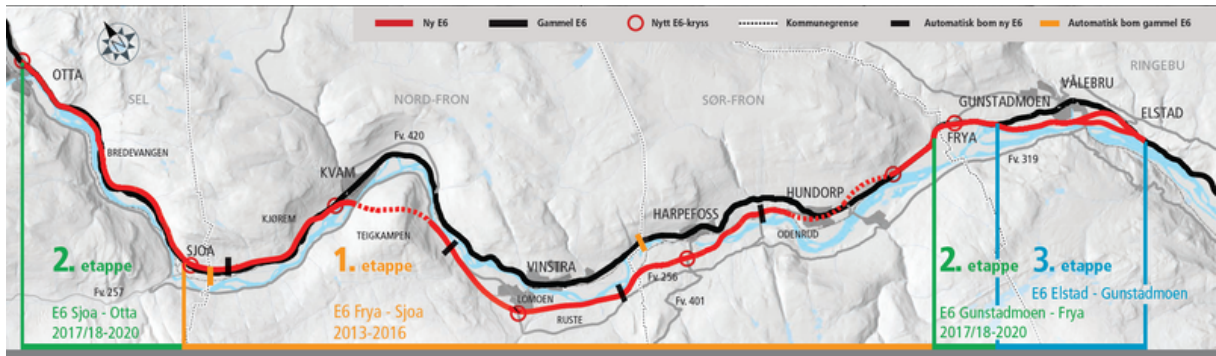 Ny E6
Gammel E6
Nytt E6-kryss
Kommunegrense
Automatisk bom ny E6
Automatisk bom gammel E6
N
OTTA
SEL
BREDEVANGEN
SJOA
Fv. 257
KJØREM
KVAM
NORD-FRON
Fv. 420
TEIGKAMPEN
VINSTRA
LOMOEN
RUSTE
HARPEFOSS
Fv. 256
Fv. 401
SØR-FRON
HUNDORP
ODENRUD
FRYA
GUNSTADMOEN
VÅLEBRU
RINGEBU
ELSTAD
Fv. 319
2. etappe
E6 Sjoa - Otta
2017/18-2020
1. etappe
E6 Frya - Sjoa
2013-2016
2. etappe
E6 Gunstadmoen - Frya
2017/18-2020
3. etappe
E6 Elstad - Gunstadmoen